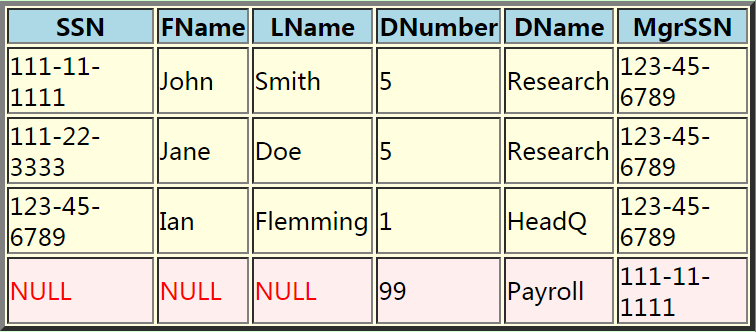 SSN FName LName DNumber DName MgrSSN
111-11-1111 John Smith 5 Research 123-45-6789
111-22-3333 Jane Doe 5 Research 123-45-6789
123-45-6789 Ian Flemming 1 HeadQ 123-45-6789
NULL NULL NULL 99 Payroll 111-11-1111